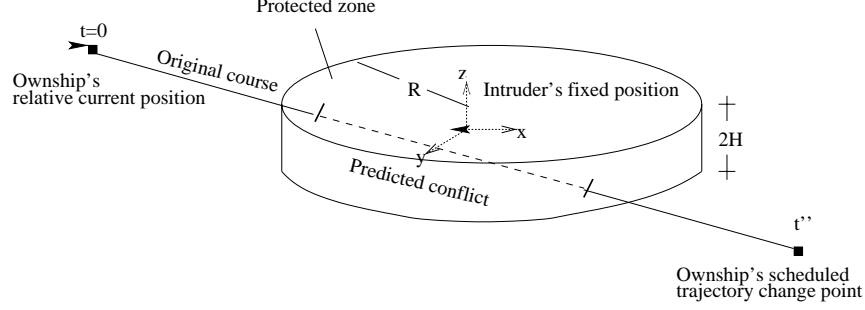 Protected zone
t=0
Original course
Ownship's
relative current position
R
z
Intruder's fixed position
x
y
2H
Predicted conflict
t''
Ownship's scheduled
trajectory change point